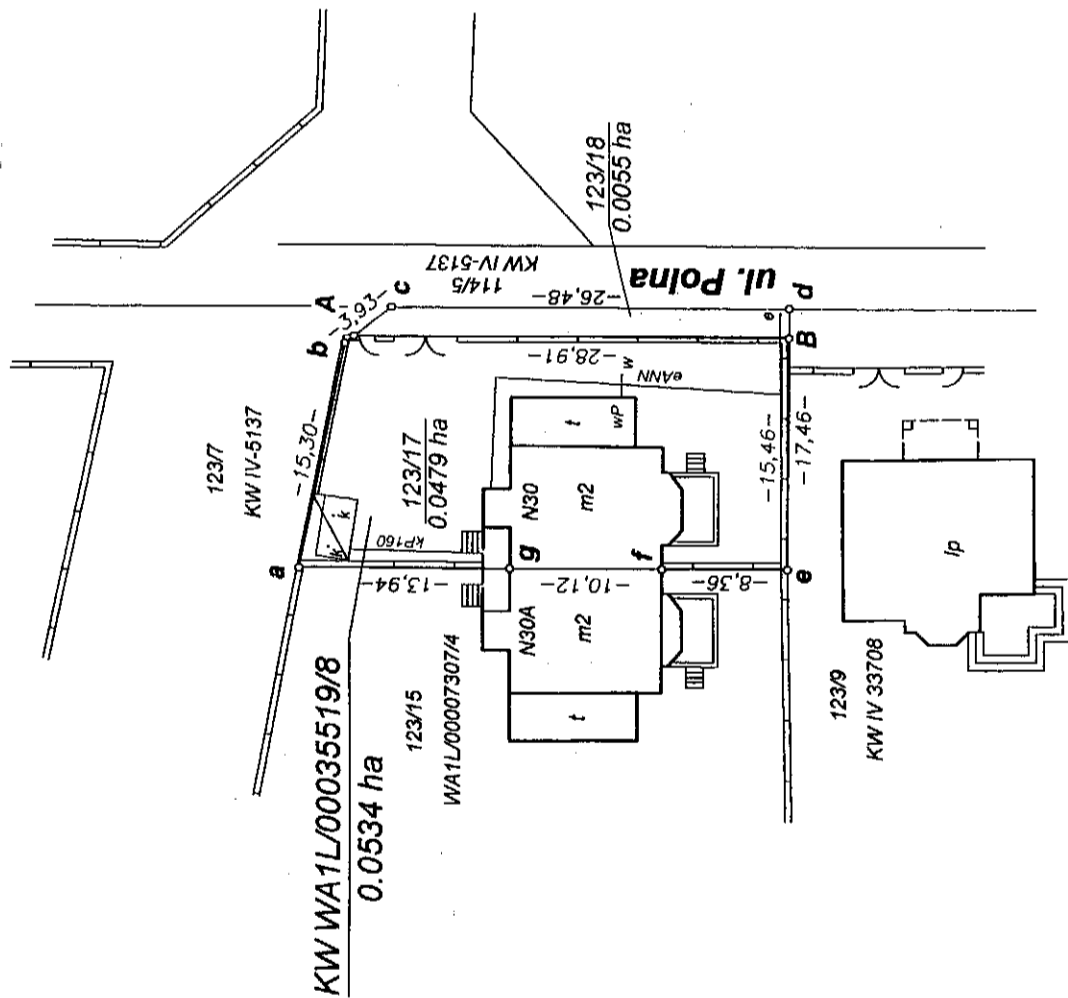 123/7
KW IV-5137
A
b
-3,93-
c
a
-15,30-
114/5
KW IV-5137
ul. Polna
-26,48-
123/18
0.0055 ha
-28,91-
k
k
kP160
123/17
0.0479 ha
eANN
w
wP
t
-13,94-
g
N30
m2
-10,12-
f
-8,36-
e
N30A
m2
t
KW WA1L/00035519/8
0.0534 ha
123/15
WA1L/00007307/4
e
d
B
-15,46-
-17,46-
lp
123/9
KW IV 33708